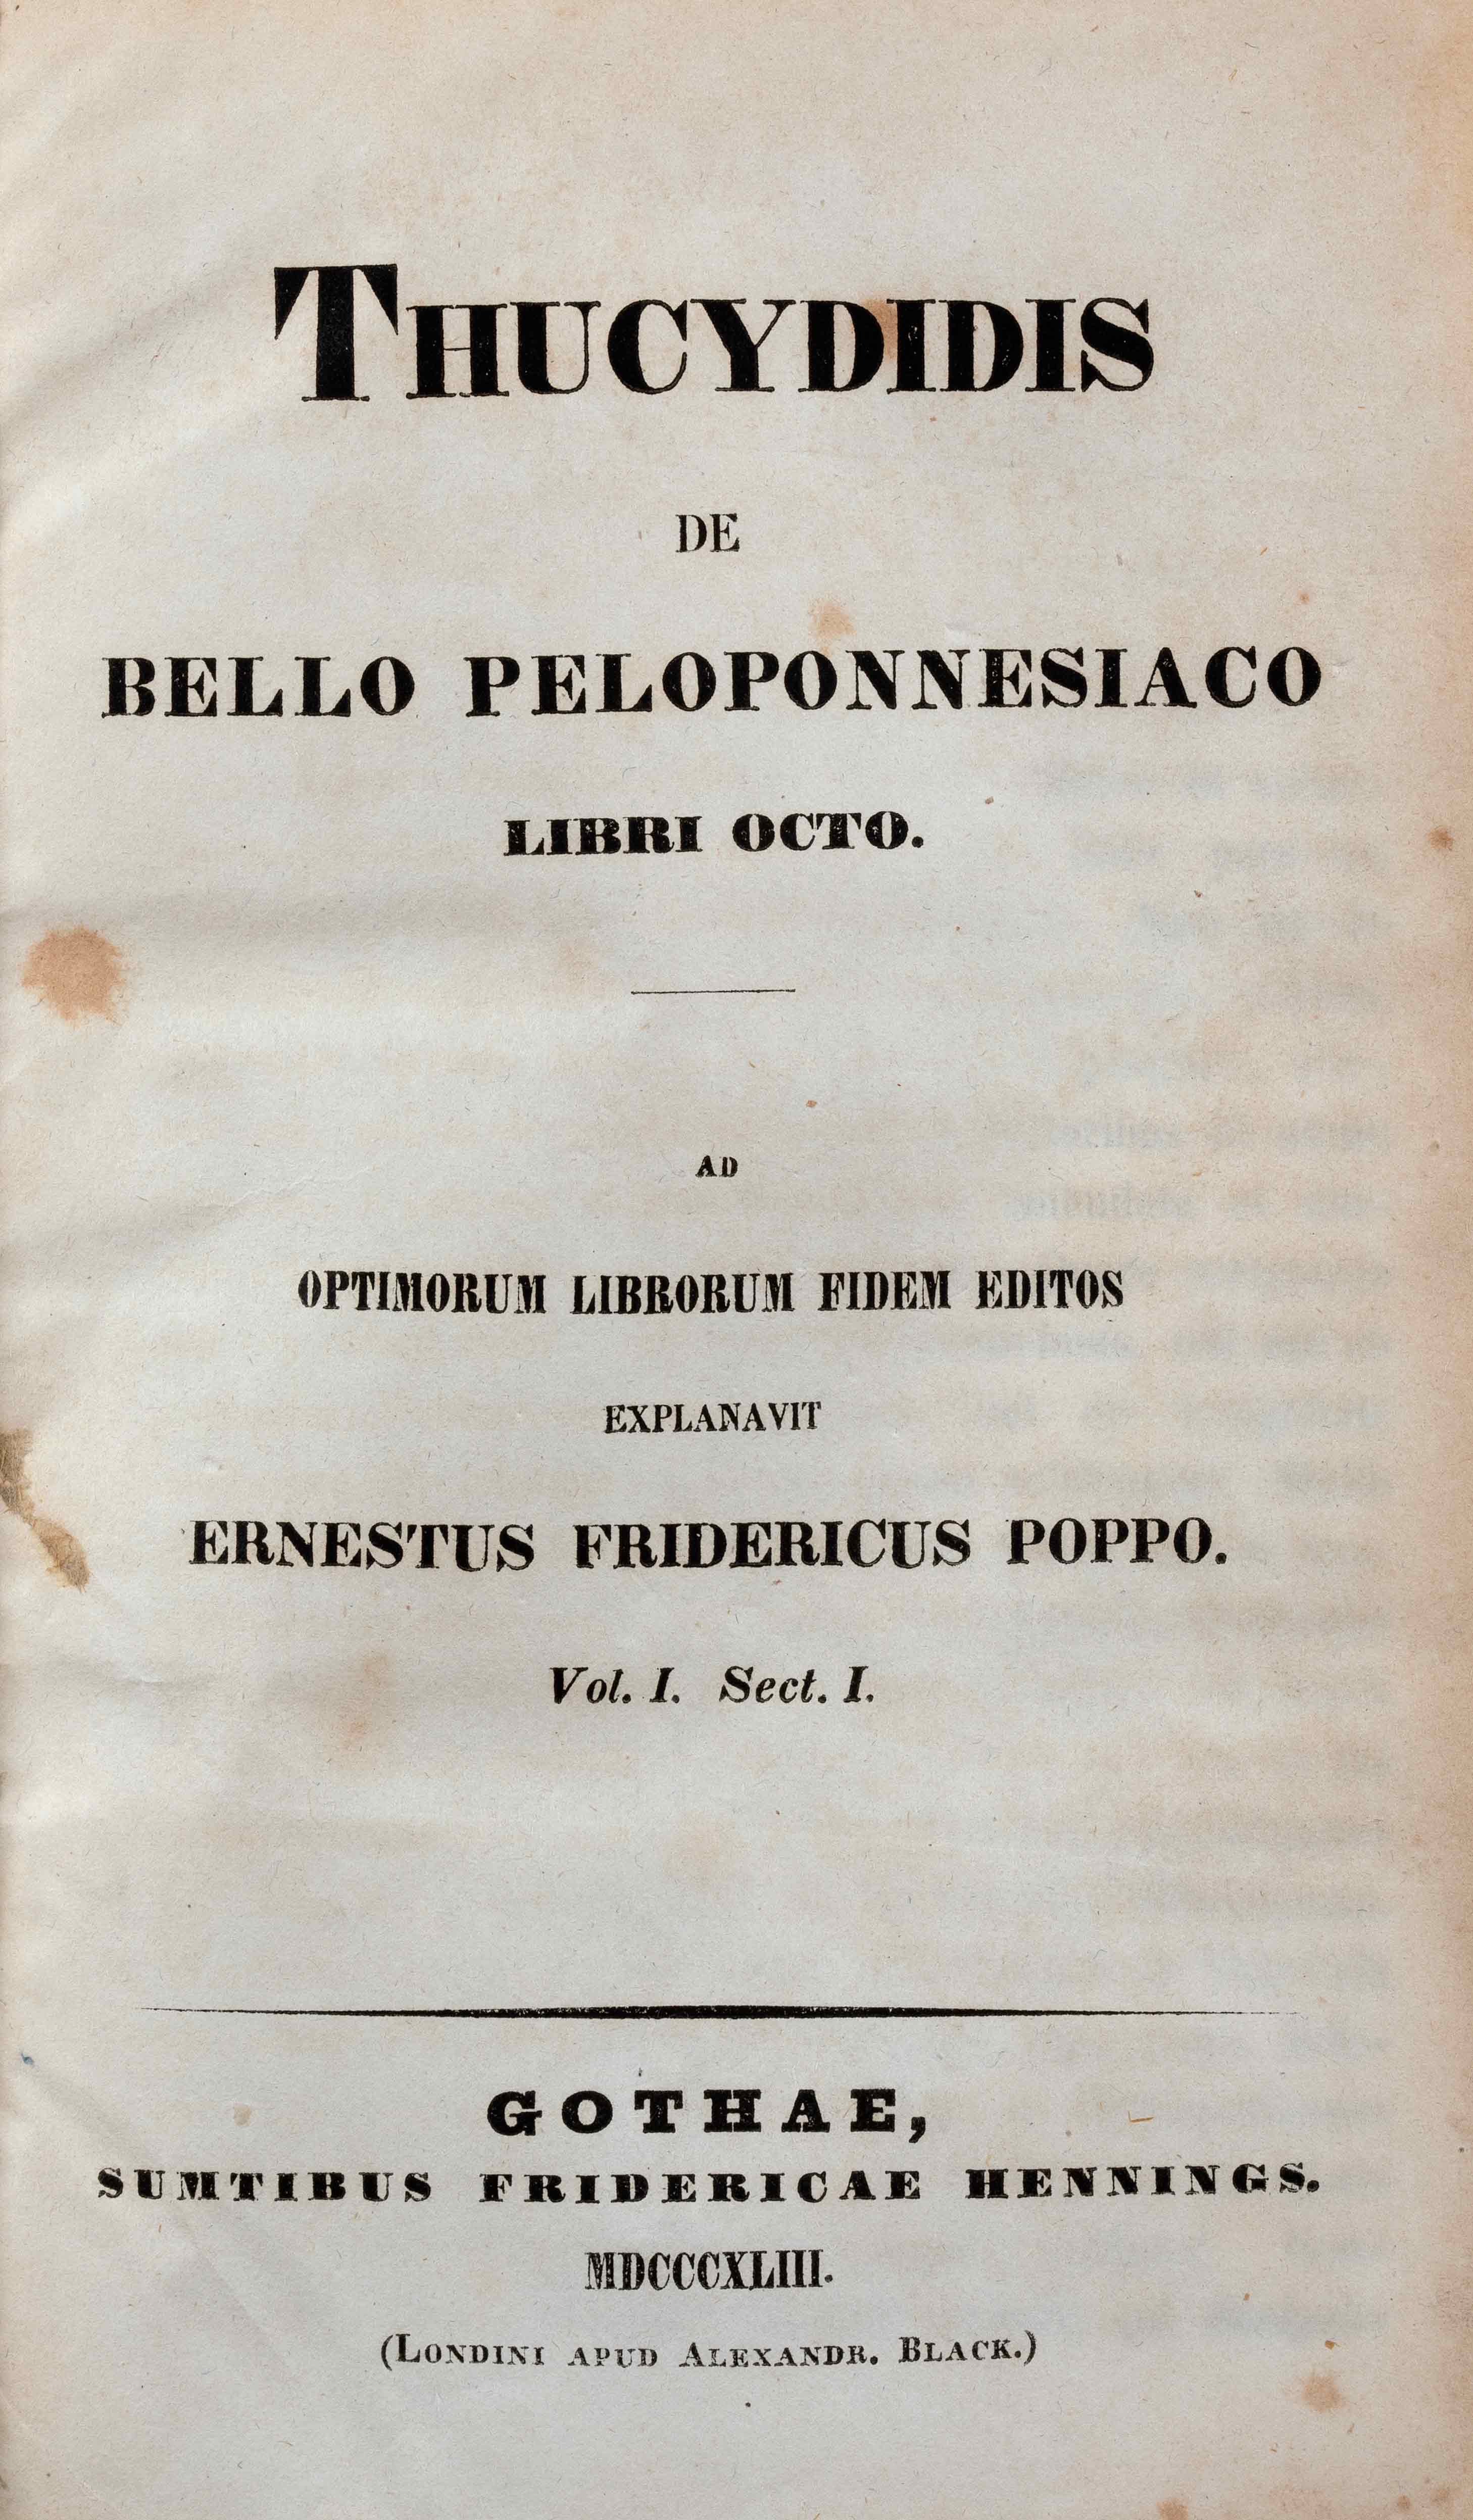 THUCYDIDIS
DE
BELLO PELOPONNESIACO
LIBRI OCTO.
AD
OPTIMORUM LIBRORUM FIDEM EDITOS
EXPLANAVIT
ERNESTUS FRIDERICUS POPPO.
Vol. I. Sect. I.
GOTHAE,
SUMTIBUS FRIDERICAE HENNINGS.
MDCCCXLIII.
(LONDINI APUD ALEXANDR. BLACK.)